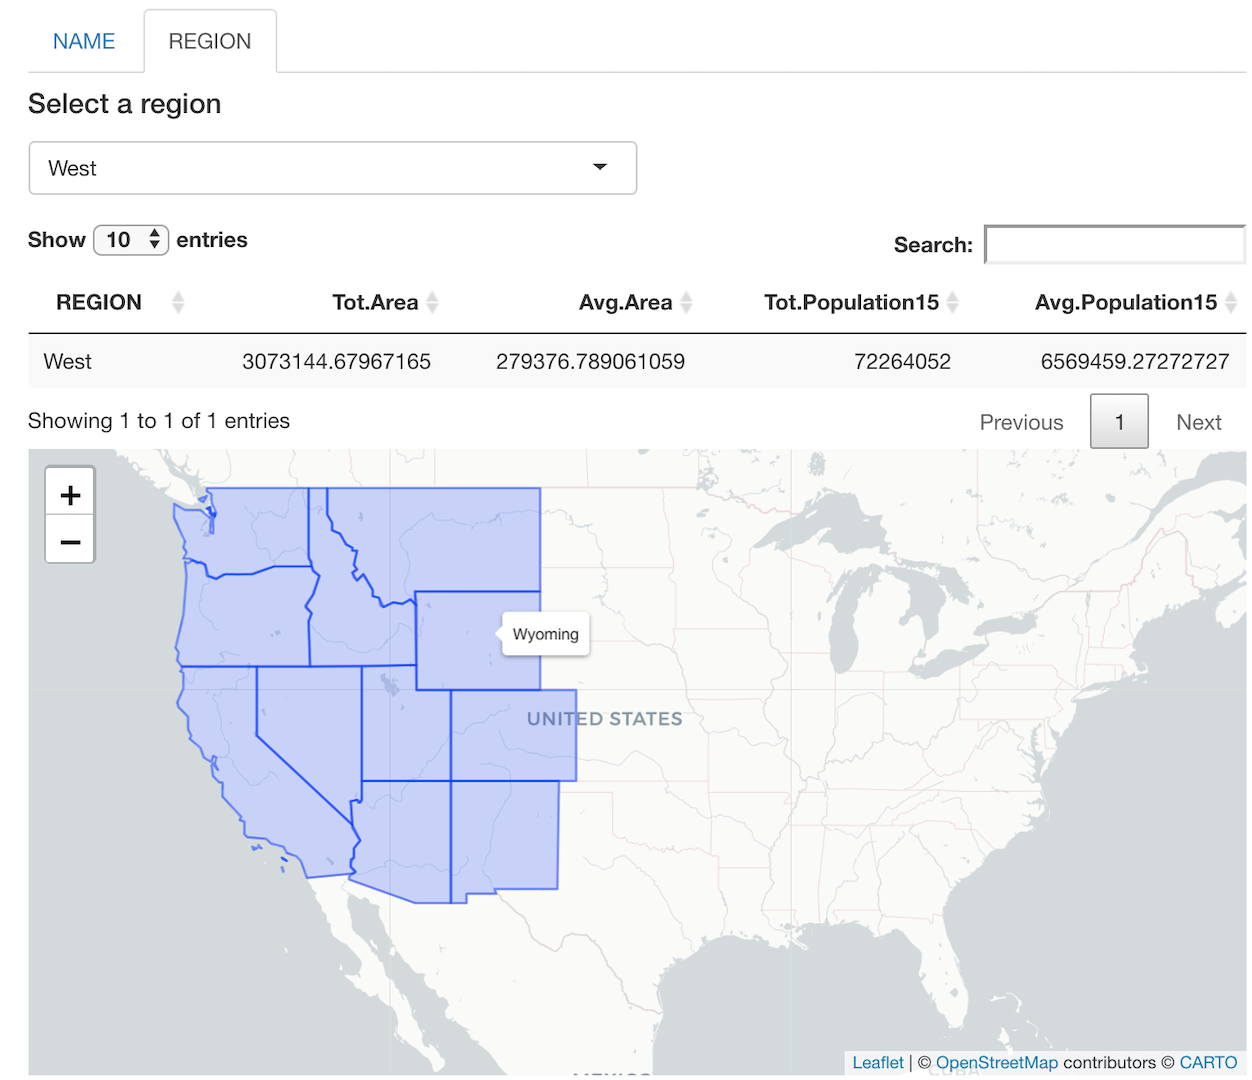 NAME REGION
Select a region
West
Show 10 entries
Search:
REGION Tot.Area Avg.Area Tot.Population15 Avg.Population15
West 3073144.67967165 279376.789061059 72264052 6569459.27272727
Showing 1 to 1 of 1 entries
Previous 1 Next
+
−
Wyoming
UNITED STATES
Leaflet | © OpenStreetMap contributors © CARTO